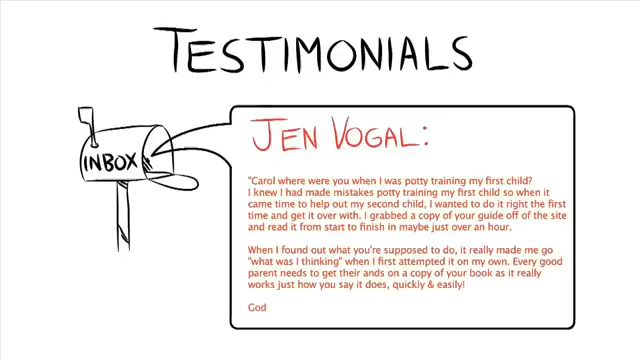 TESTIMONIALS
INBOX
JEN VOGAL:
"Carol where were you when I was potty training my first child?
I knew I had made mistakes potty training my first child so when it
came time to help out my second child, I wanted to do it right the first
time and get it over with. I grabbed a copy of your guide off of the site
and read it from start to finish in maybe just over an hour.
When I found out what you're supposed to do, it really made me go
"what was I thinking" when I first attempted it on my own. Every good
parent needs to get their ands on a copy of your book as it really
works just how you say it does, quickly & easily!
God